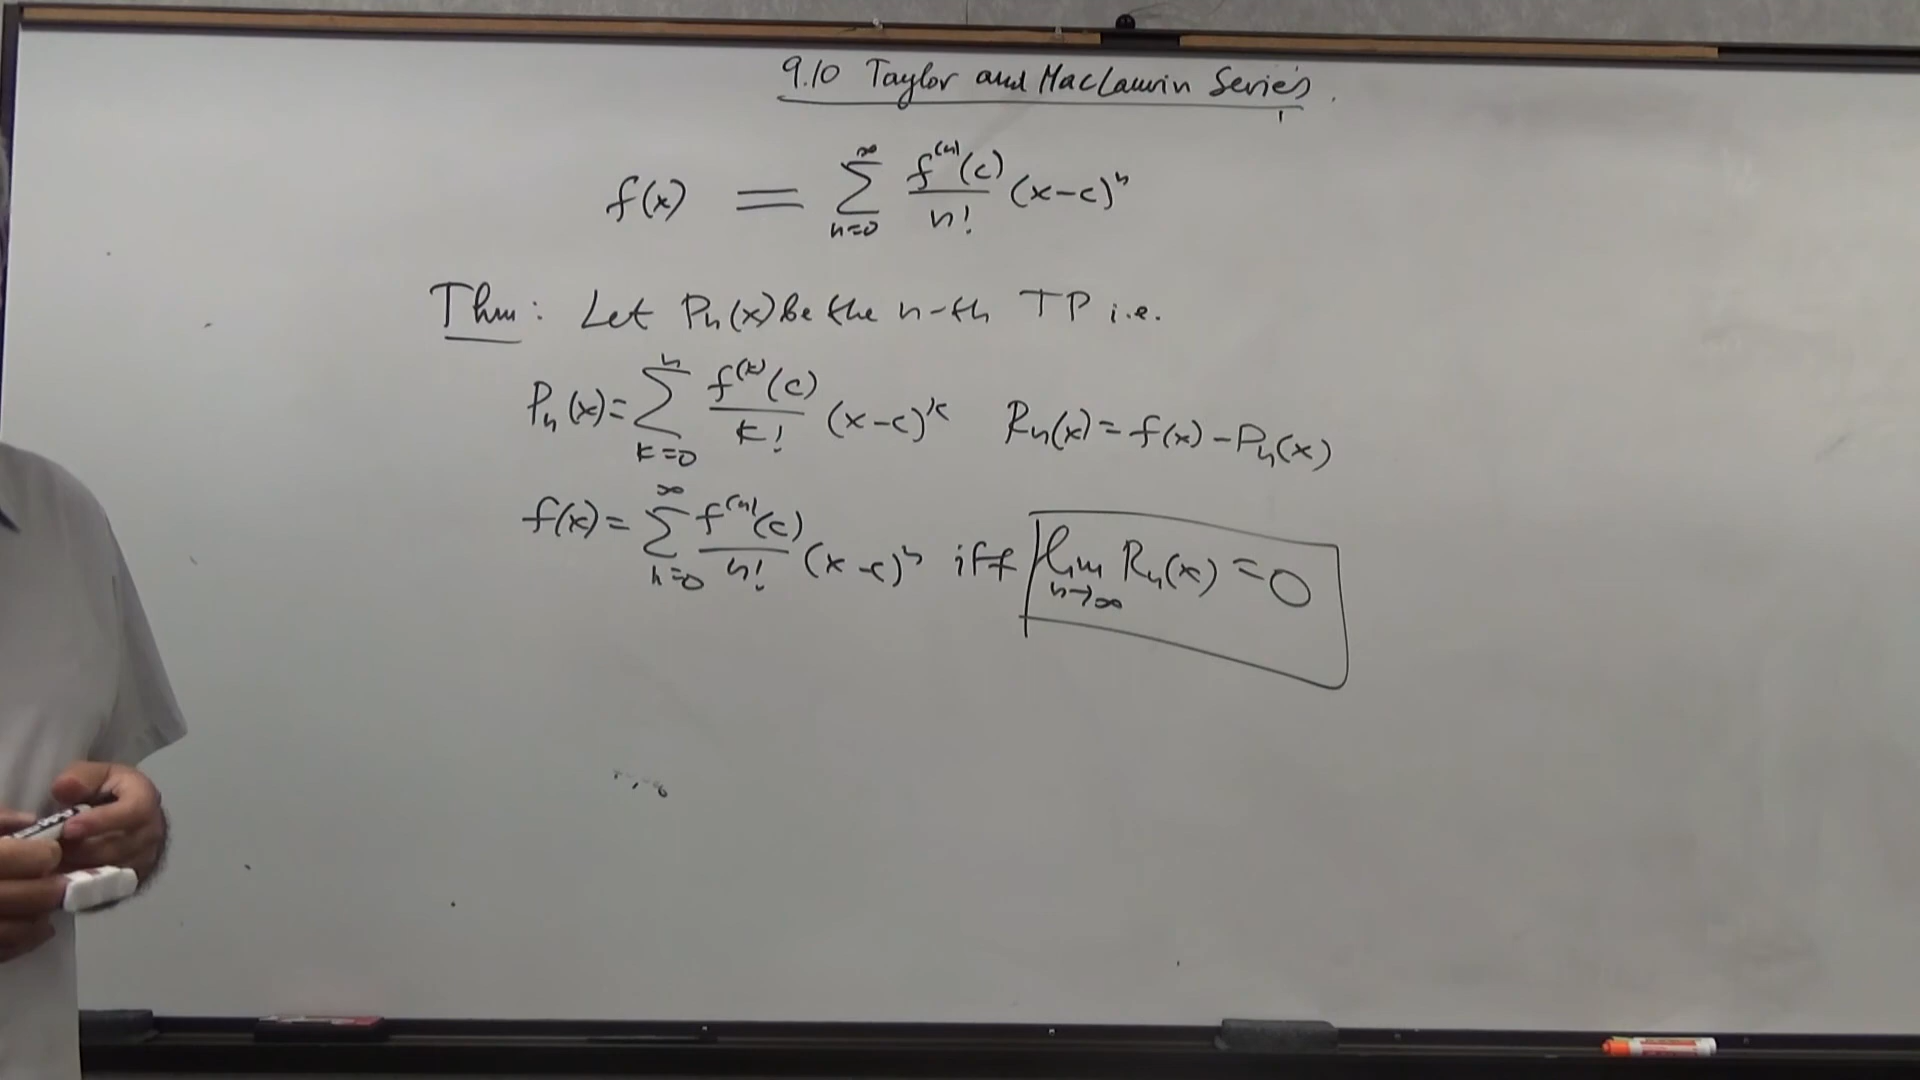 9.10 Taylor and MacLaurin Series.
f(x) = ∑_{n=0}^{∞} f^{(n)}(c)/n! (x-c)^n
Thm: Let P_n(x) be the n-th TP i.e.
P_n(x) = ∑_{k=0}^{n} f^{(k)}(c)/k! (x-c)^k   R_n(x) = f(x) - P_n(x)
f(x) = ∑_{n=0}^{∞} f^{(n)}(c)/n! (x-c)^n iff lim_{n→∞} R_n(x) = 0